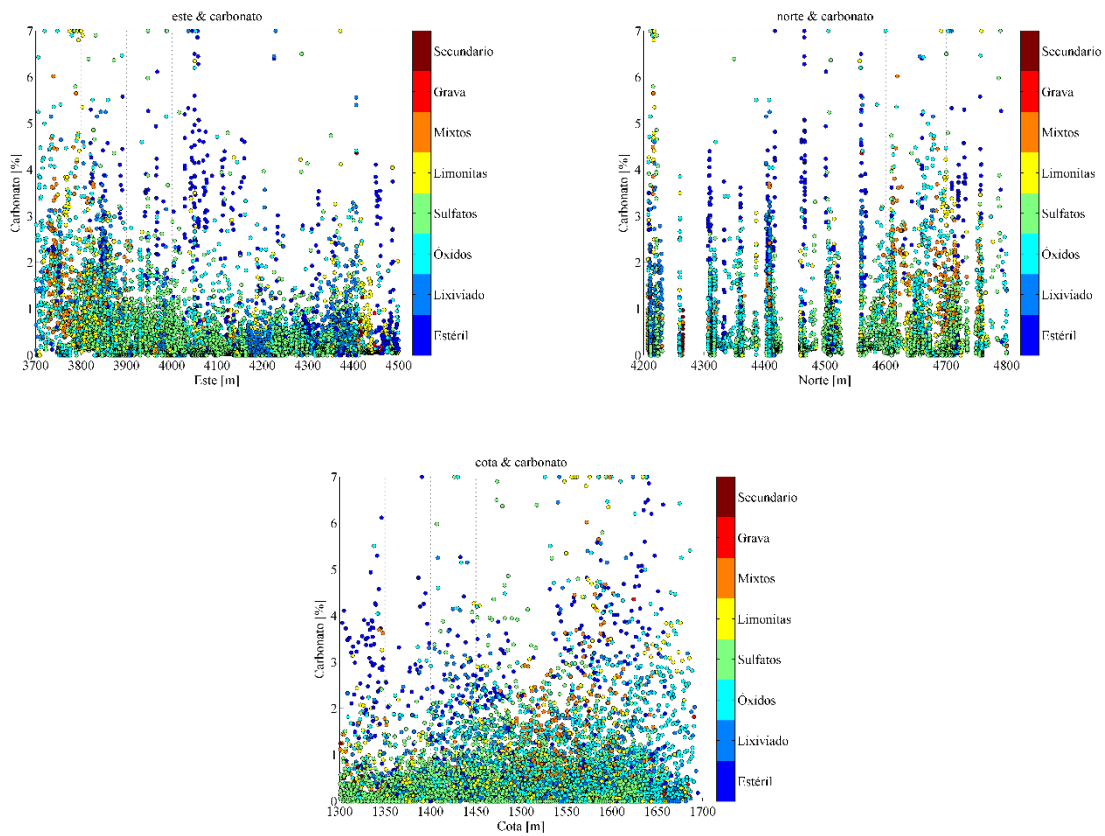 este & carbonato
7
6
5
4
3
2
1
0
Carbonato [%]
3700 3800 3900 4000 4100 4200 4300 4400 4500
Este [m]
Secundario
Grava
Mixtos
Limonitas
Sulfatos
Óxidos
Lixiviado
Estéril
norte & carbonato
7
6
5
4
3
2
1
0
Carbonato [%]
4200 4300 4400 4500 4600 4700 4800
Norte [m]
Secundario
Grava
Mixtos
Limonitas
Sulfatos
Óxidos
Lixiviado
Estéril
cota & carbonato
7
6
5
4
3
2
1
0
Carbonato [%]
1300 1350 1400 1450 1500 1550 1600 1650 1700
Cota [m]
Secundario
Grava
Mixtos
Limonitas
Sulfatos
Óxidos
Lixiviado
Estéril